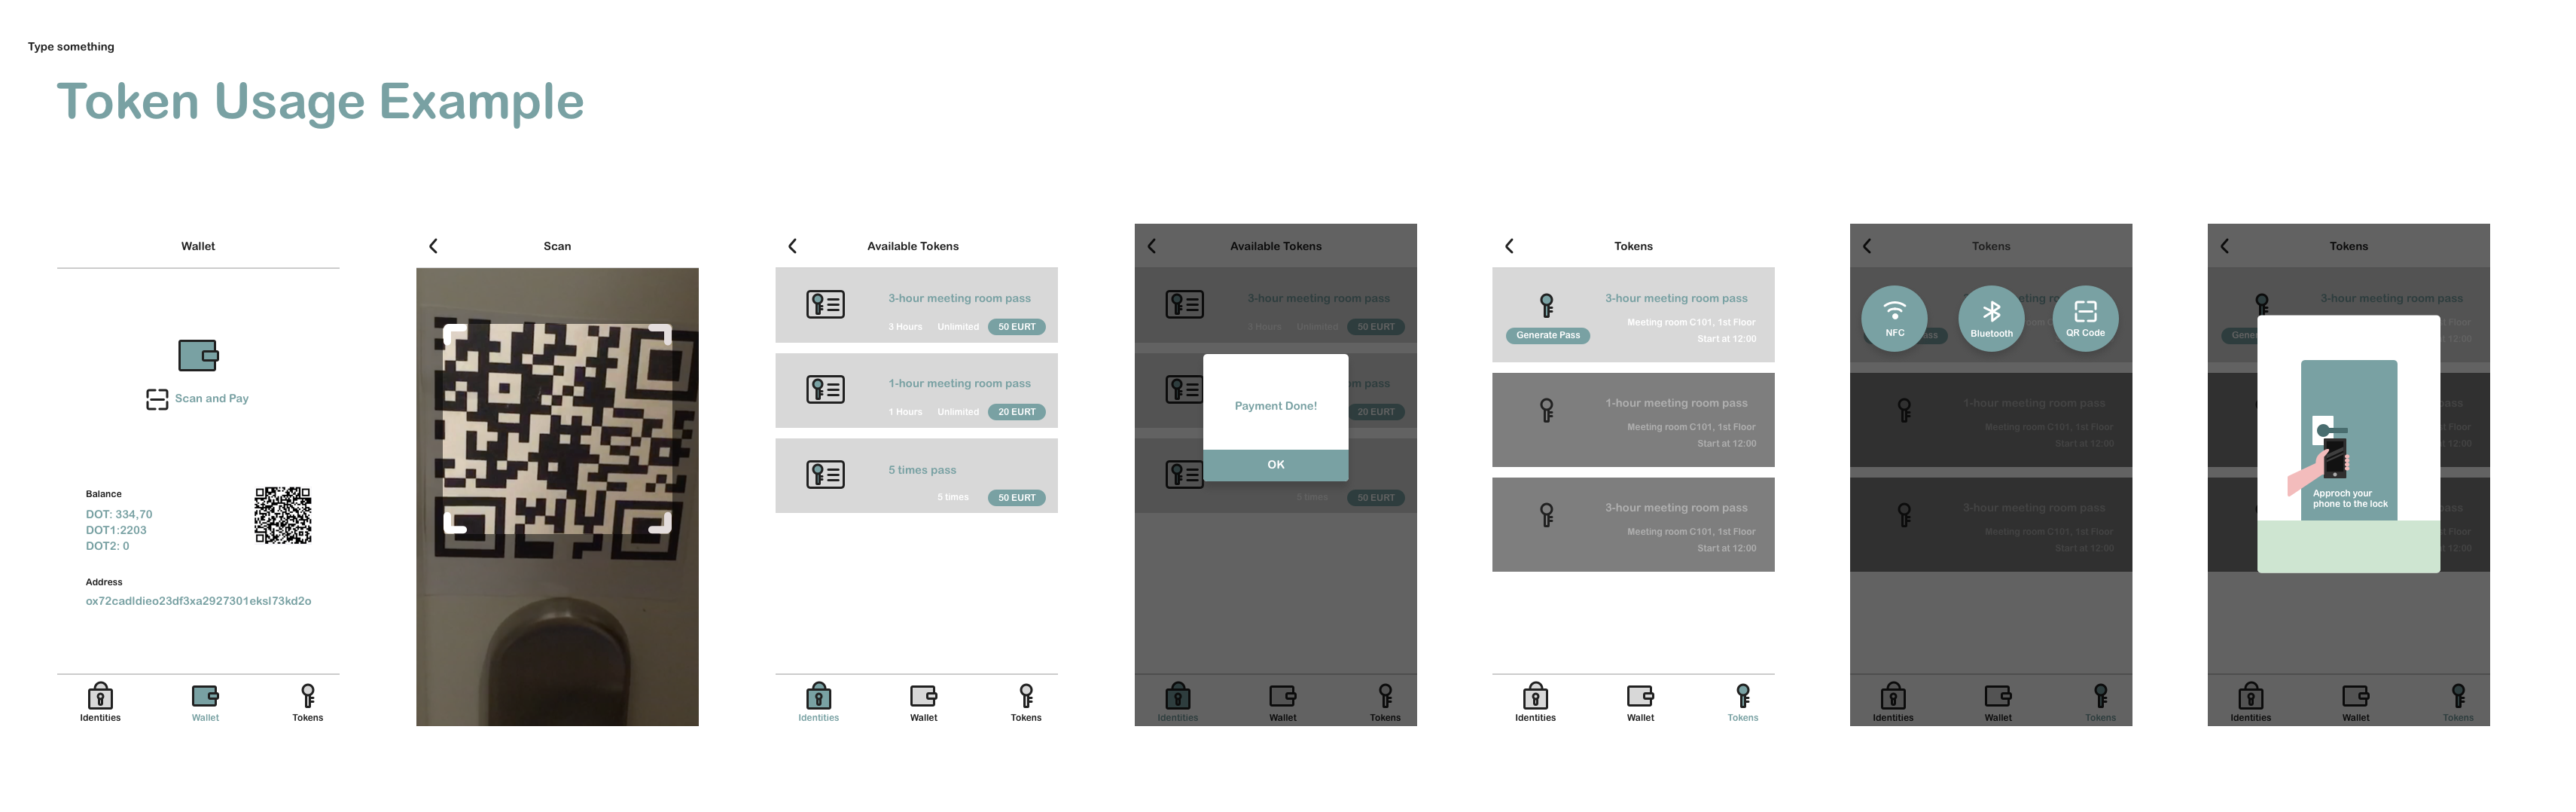 Type something
Token Usage Example
Wallet
Scan and Pay
Balance
DOT: 334,70
DOT1:2203
DOT2: 0
Address
ox72cadldieo23df3xa2927301eksl73kd2o
Identities
Wallet
Tokens
Scan
Available Tokens
3-hour meeting room pass
3 Hours Unlimited 50 EURT
1-hour meeting room pass
1 Hours Unlimited 20 EURT
5 times pass
5 times 50 EURT
Identities
Wallet
Tokens
Available Tokens
3-hour meeting room pass
3 Hours Unlimited 50 EURT
om pass
20 EURT
Payment Done!
OK
5 times 50 EURT
Identities
Wallet
Tokens
Tokens
3-hour meeting room pass
Meeting room C101, 1st Floor
Generate Pass
Start at 12:00
1-hour meeting room pass
Meeting room C101, 1st Floor
Start at 12:00
3-hour meeting room pass
Meeting room C101, 1st Floor
Start at 12:00
Identities
Wallet
Tokens
Tokens
NFC
Bluetooth
QR Code
1-hour meeting room pass
Meeting room C101, 1st Floor
Start at 12:00
3-hour meeting room pass
Meeting room C101, 1st Floor
Start at 12:00
Identities
Wallet
Tokens
Tokens
3-hour meeting room pass
Approch your
phone to the lock
Identities
Wallet
Tokens